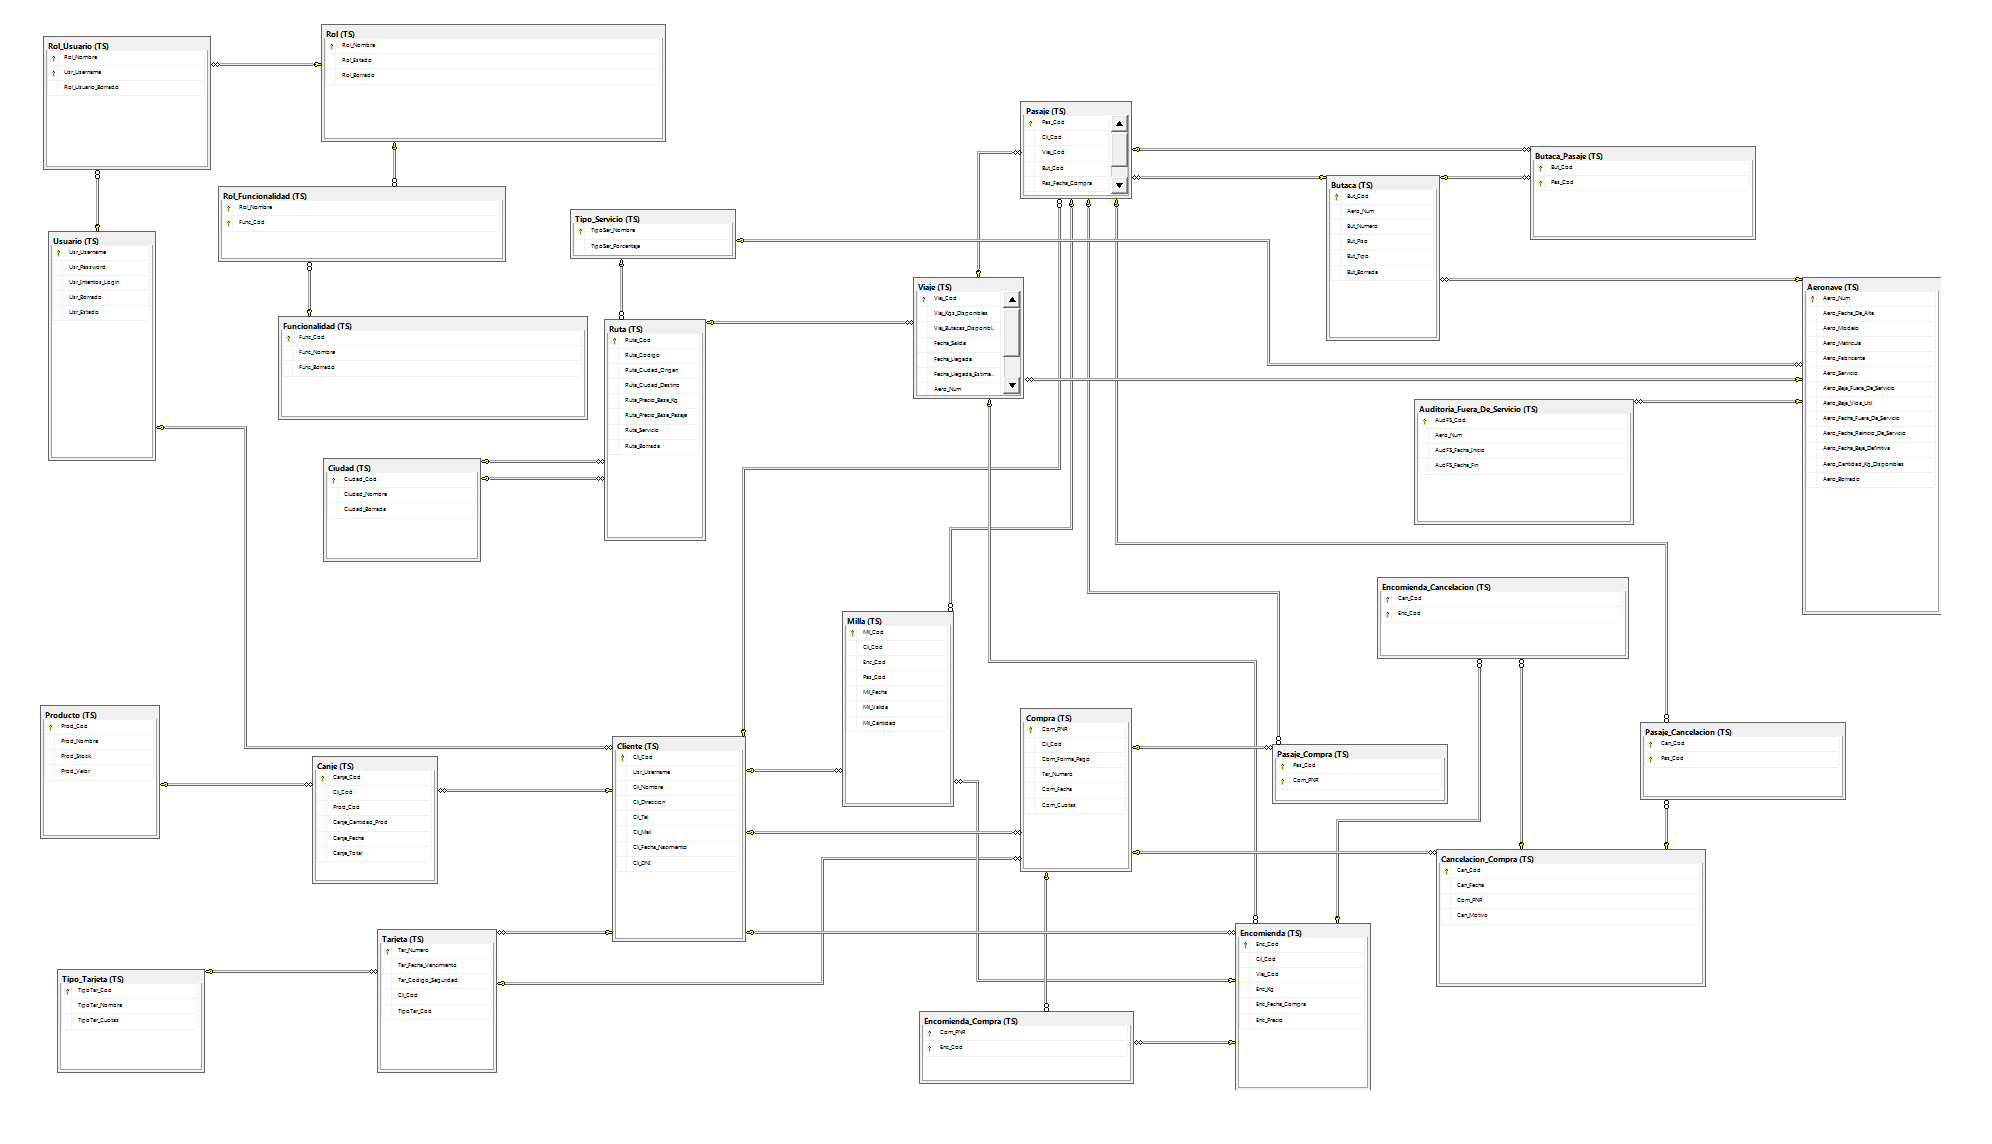 Rol_Usuario (TS)
Rol_Nombre
Usr_Username
Rol_Usuario_Borrado
Rol (TS)
Rol_Nombre
Rol_Estado
Rol_Borrado
Pasaje (TS)
Pas_Cod
Cli_Cod
Viaj_Cod
But_Cod
Pas_Fecha_Compra
Butaca_Pasaje (TS)
But_Cod
Pas_Cod
Butaca (TS)
But_Cod
Aero_Num
But_Numero
But_Piso
But_Tipo
But_Borrada
Rol_Funcionalidad (TS)
Rol_Nombre
Func_Cod
Tipo_Servicio (TS)
TipoSer_Nombre
TipoSer_Porcentaje
Usuario (TS)
Usr_Username
Usr_Password
Usr_Intentos_Login
Usr_Borrado
Usr_Estado
Viaje (TS)
Viaj_Cod
Viaj_Kgs_Disponibles
Viaj_Butacas_Disponibl..
Fecha_Salida
Fecha_Llegada
Fecha_Llegada_Estima..
Aero_Num
Aeronave (TS)
Aero_Num
Aero_Fecha_De_Alta
Aero_Modelo
Aero_Matricula
Aero_Fabricante
Aero_Servicio
Aero_Baja_Fuera_De_Servicio
Aero_Baja_Vida_Util
Aero_Fecha_Fuera_De_Servicio
Aero_Fecha_Reinicio_De_Servicio
Aero_Fecha_Baja_Definitiva
Aero_Cantidad_Kg_Disponibles
Aero_Borrado
Funcionalidad (TS)
Func_Cod
Func_Nombre
Func_Borrado
Ruta (TS)
Ruta_Cod
Ruta_Codigo
Ruta_Ciudad_Origen
Ruta_Ciudad_Destino
Ruta_Precio_Base_Kg
Ruta_Precio_Base_Pasaje
Ruta_Servicio
Ruta_Borrada
Auditoria_Fuera_De_Servicio (TS)
AudFS_Cod
Aero_Num
AudFS_Fecha_Inicio
AudFS_Fecha_Fin
Ciudad (TS)
Ciudad_Cod
Ciudad_Nombre
Ciudad_Borrada
Encomienda_Cancelacion (TS)
Can_Cod
Enc_Cod
Milla (TS)
Mil_Cod
Cli_Cod
Enc_Cod
Pas_Cod
Mil_Fecha
Mil_Valida
Mil_Cantidad
Producto (TS)
Prod_Cod
Prod_Nombre
Prod_Stock
Prod_Valor
Compra (TS)
Com_PNR
Cli_Cod
Com_Forma_Pago
Tar_Numero
Com_Fecha
Com_Cuotas
Pasaje_Cancelacion (TS)
Can_Cod
Pas_Cod
Cliente (TS)
Cli_Cod
Usr_Username
Cli_Nombre
Cli_Direccion
Cli_Tel
Cli_Mail
Cli_Fecha_Nacimiento
Cli_DNI
Pasaje_Compra (TS)
Pas_Cod
Com_PNR
Canje (TS)
Canje_Cod
Cli_Cod
Prod_Cod
Canje_Cantidad_Prod
Canje_Fecha
Canje_Total
Cancelacion_Compra (TS)
Can_Cod
Can_Fecha
Com_PNR
Can_Motivo
Encomienda (TS)
Enc_Cod
Cli_Cod
Viaj_Cod
Enc_Kg
Enc_Fecha_Compra
Enc_Precio
Tarjeta (TS)
Tar_Numero
Tar_Fecha_Vencimiento
Tar_Codigo_Seguridad
Cli_Cod
TipoTar_Cod
Tipo_Tarjeta (TS)
TipoTar_Cod
TipoTar_Nombre
TipoTar_Cuotas
Encomienda_Compra (TS)
Com_PNR
Enc_Cod